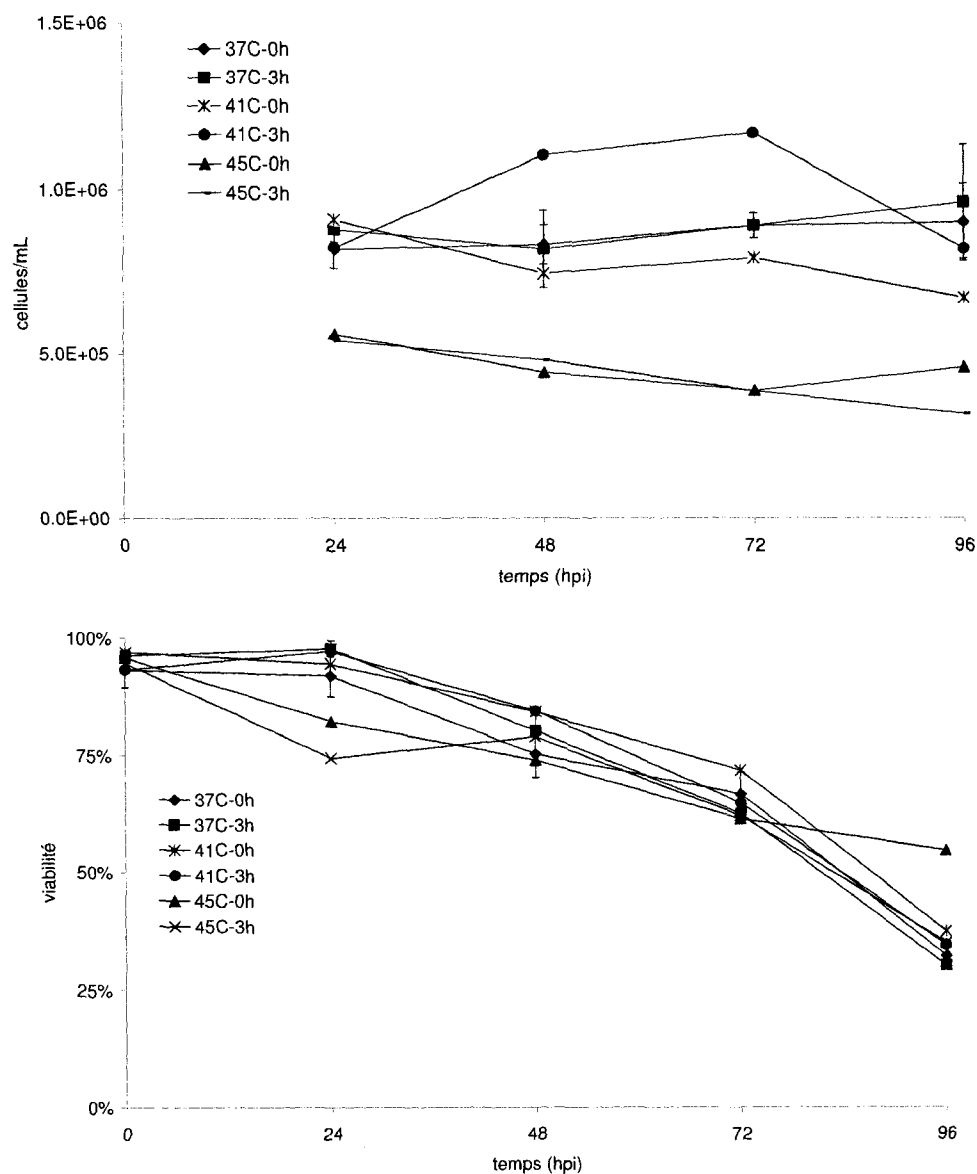 1.5E+06
37C-0h
37C-3h
41C-0h
41C-3h
45C-0h
45C-3h
1.0E+06
cellules/mL
5.0E+05
0.0E+00
0 24 48 72 96
temps (hpi)
100%
75%
37C-0h
37C-3h
41C-0h
41C-3h
45C-0h
45C-3h
viabilité
50%
25%
0%
0 24 48 72 96
temps (hpi)